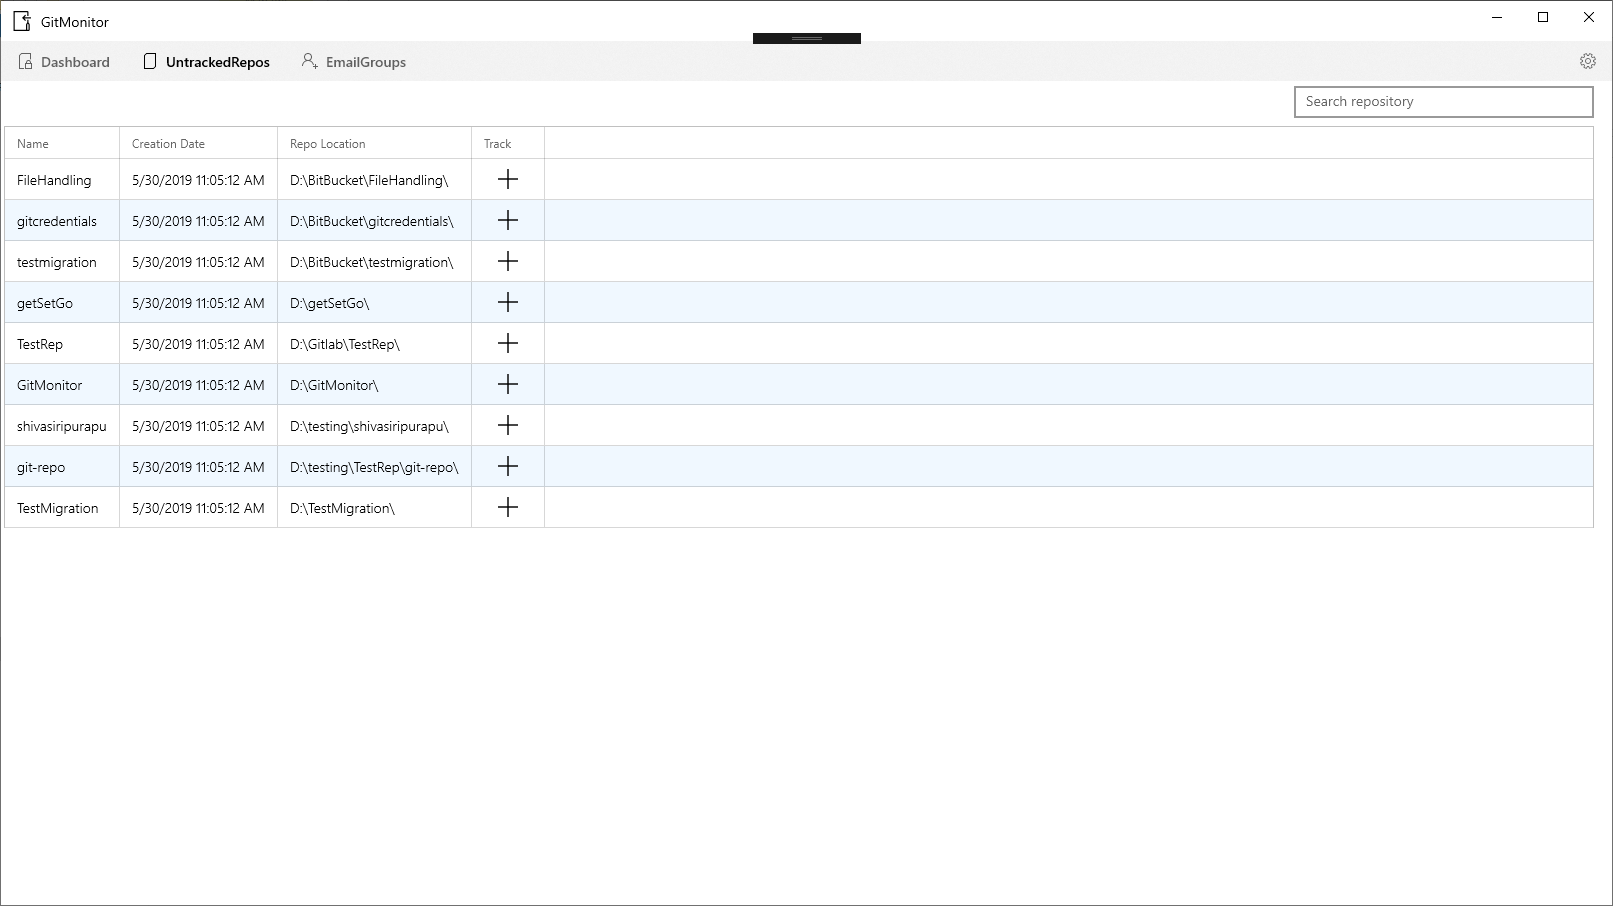 GitMonitor
Dashboard UntrackedRepos EmailGroups
Search repository
Name Creation Date Repo Location Track
FileHandling 5/30/2019 11:05:12 AM D:\BitBucket\FileHandling\
gitcredentials 5/30/2019 11:05:12 AM D:\BitBucket\gitcredentials\
testmigration 5/30/2019 11:05:12 AM D:\BitBucket\testmigration\
getSetGo 5/30/2019 11:05:12 AM D:\getSetGo\
TestRep 5/30/2019 11:05:12 AM D:\Gitlab\TestRep\
GitMonitor 5/30/2019 11:05:12 AM D:\GitMonitor\
shivasiripurapu 5/30/2019 11:05:12 AM D:\testing\shivasiripurapu\
git-repo 5/30/2019 11:05:12 AM D:\testing\TestRep\git-repo\
TestMigration 5/30/2019 11:05:12 AM D:\TestMigration\